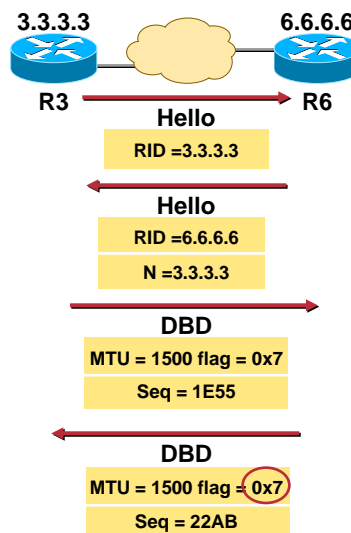 3.3.3.3 6.6.6.6
R3 R6
Hello
RID =3.3.3.3
Hello
RID =6.6.6.6
N =3.3.3.3
DBD
MTU = 1500 flag = 0x7
Seq = 1E55
DBD
MTU = 1500 flag = 0x7
Seq = 22AB